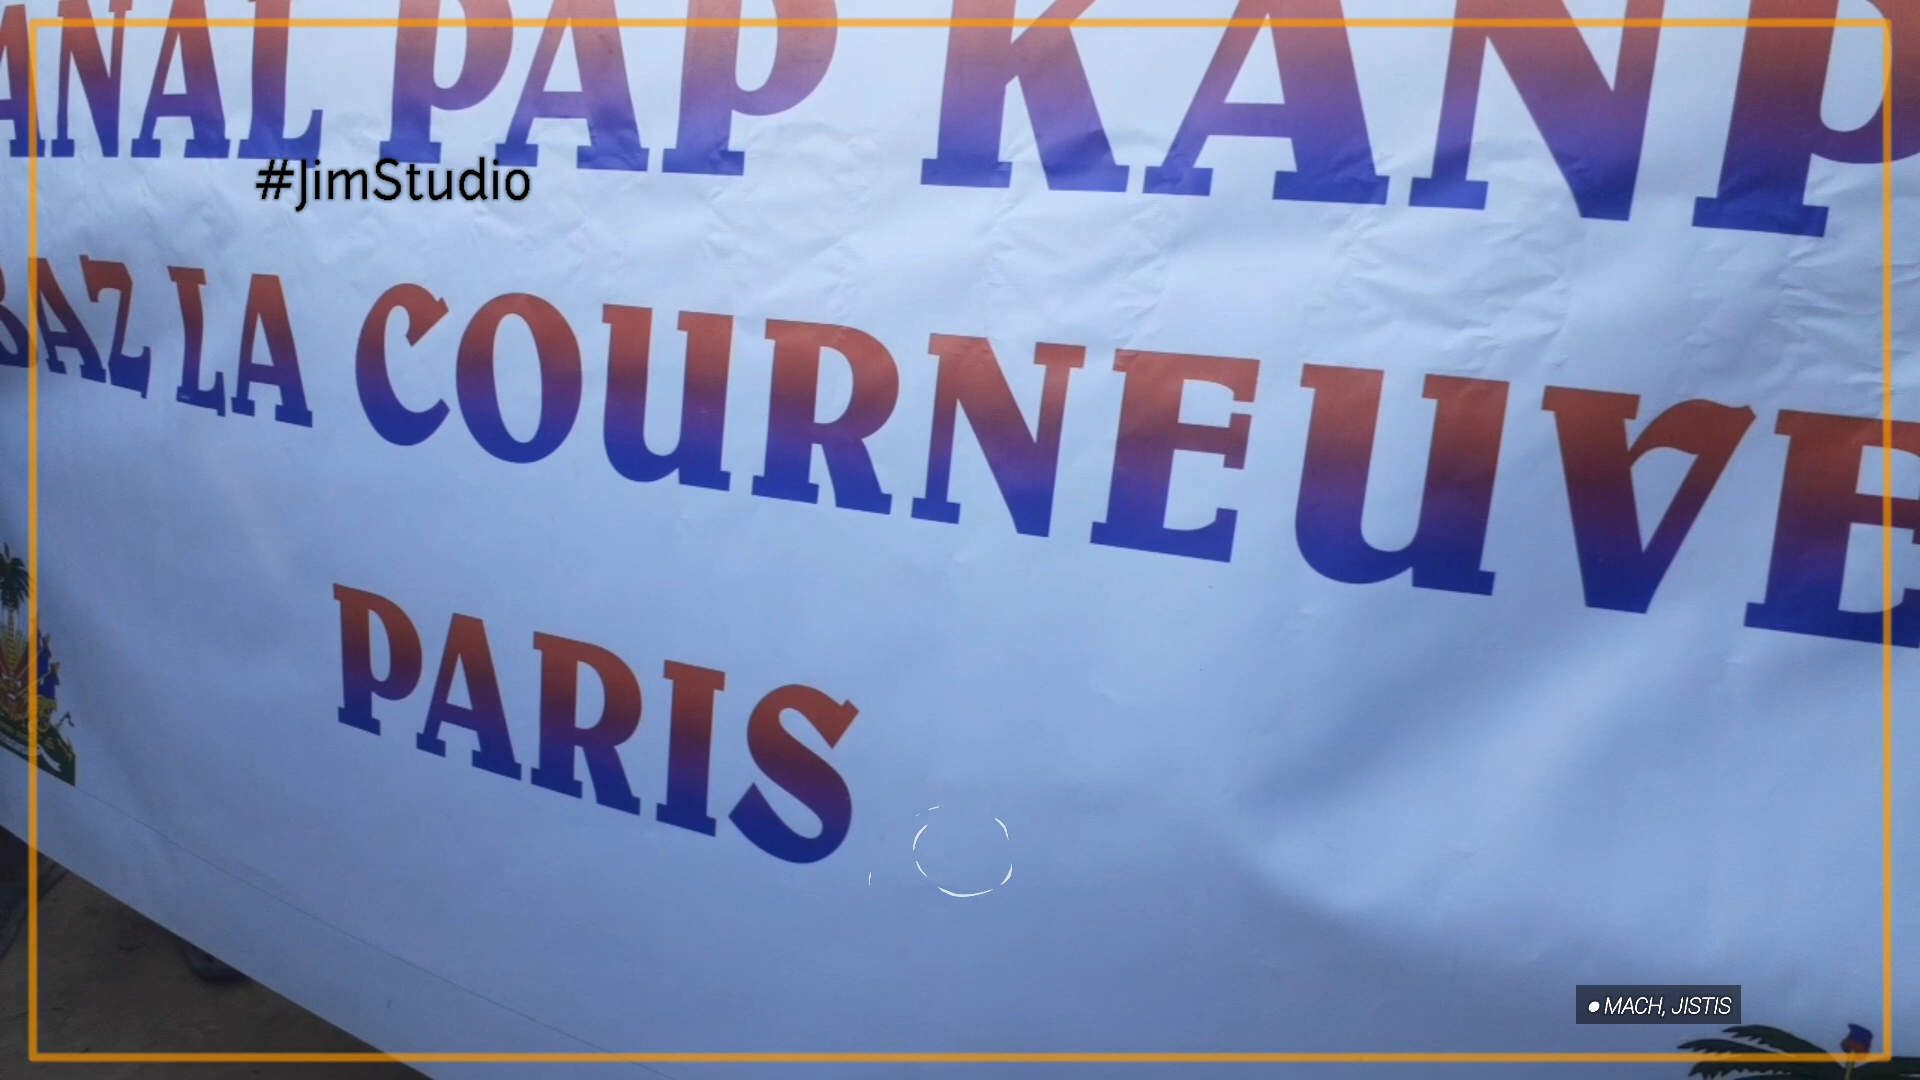 ANAL PAP KANP
#JimStudio
BAZ LA COURNEUVE
PARIS
MACH, JISTIS